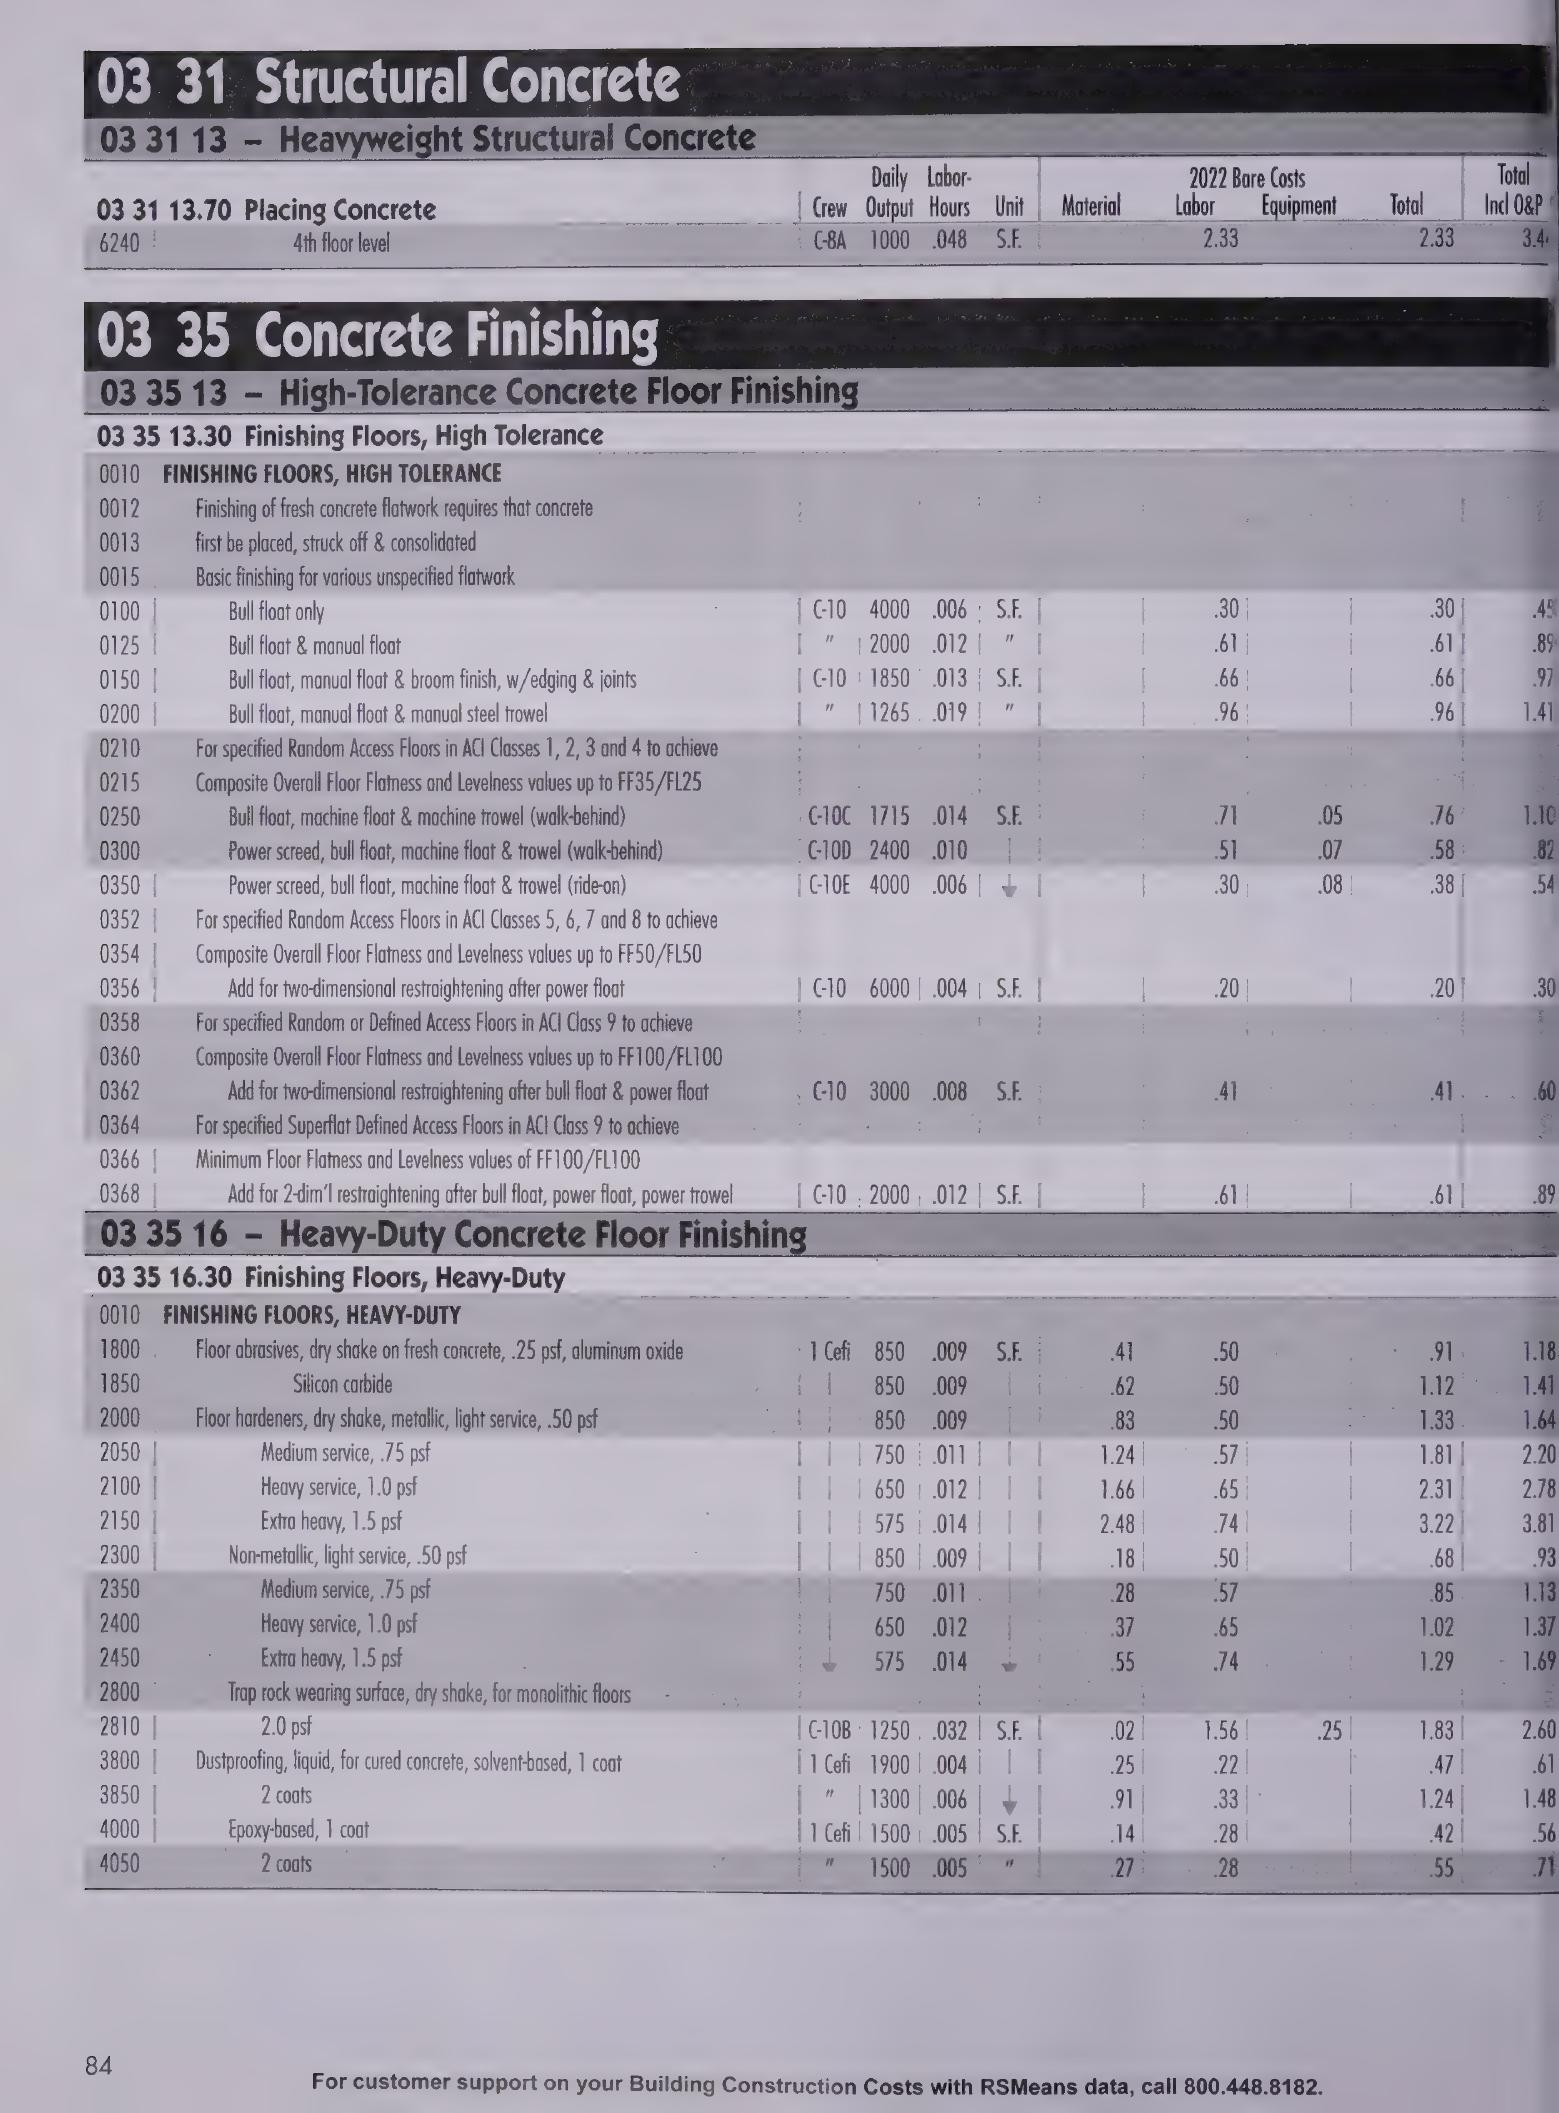 03 31 Structural Concrete
03 31 13 – Heavyweight Structural Concrete
Daily Labor- 2022 Bare Costs Total
03 31 13.70 Placing Concrete Crew Output Hours Unit Material Labor Equipment Total Incl O&P
6240 4th floor level C-8A 1000 .048 S.F. 2.33 2.33
03 35 Concrete Finishing
03 35 13 – High-Tolerance Concrete Floor Finishing
03 35 13.30 Finishing Floors, High Tolerance
0010 FINISHING FLOORS, HIGH TOLERANCE
0012 Finishing of fresh concrete flatwork requires that concrete
0013 first be placed, struck off & consolidated
0015 Basic finishing for various unspecified flatwork
0100 Bull float only C-10 4000 .006 S.F. .30 .30 .45
0125 Bull float & manual float " 2000 .012 " .61 .61 .89
0150 Bull float, manual float & broom finish, w/edging & joints C-10 1850 .013 S.F. .66 .66 .97
0200 Bull float, manual float & manual steel trowel " 1265 .019 " .96 .96 1.41
0210 For specified Random Access Floors in ACI Classes 1, 2, 3 and 4 to achieve
0215 Composite Overall Floor Flatness and Levelness values up to FF35/FL25
0250 Bull float, machine float & machine trowel (walk-behind) C-10C 1715 .014 S.F. .71 .05 .76 1.10
0300 Power screed, bull float, machine float & trowel (walk-behind) C-10D 2400 .010 .51 .07 .58 .82
0350 Power screed, bull float, machine float & trowel (ride-on) C-10E 4000 .006 .30 .08 .38 .54
0352 For specified Random Access Floors in ACI Classes 5, 6, 7 and 8 to achieve
0354 Composite Overall Floor Flatness and Levelness values up to FF50/FL50
0356 Add for two-dimensional restraightening after power float C-10 6000 .004 S.F. .20 .20 .30
0358 For specified Random or Defined Access Floors in ACI Class 9 to achieve
0360 Composite Overall Floor Flatness and Levelness values up to FF100/FL100
0362 Add for two-dimensional restraightening after bull float & power float C-10 3000 .008 S.F. .41 .41 .60
0364 For specified Superflat Defined Access Floors in ACI Class 9 to achieve
0366 Minimum Floor Flatness and Levelness values of FF100/FL100
0368 Add for 2-dim'l restraightening after bull float, power float, power trowel C-10 2000 .012 S.F. .61 .61 .89
03 35 16 – Heavy-Duty Concrete Floor Finishing
03 35 16.30 Finishing Floors, Heavy-Duty
0010 FINISHING FLOORS, HEAVY-DUTY
1800 Floor abrasives, dry shake on fresh concrete, .25 psf, aluminum oxide 1 Cefi 850 .009 S.F. .41 .50 .91 1.18
1850 Silicon carbide 850 .009 .62 .50 1.12 1.41
2000 Floor hardeners, dry shake, metallic, light service, .50 psf 850 .009 .83 .50 1.33 1.64
2050 Medium service, .75 psf 750 .011 1.24 .57 1.81 2.20
2100 Heavy service, 1.0 psf 650 .012 1.66 .65 2.31 2.78
2150 Extra heavy, 1.5 psf 575 .014 2.48 .74 3.22 3.81
2300 Non-metallic, light service, .50 psf 850 .009 .18 .50 .68 .93
2350 Medium service, .75 psf 750 .011 .28 .57 .85 1.13
2400 Heavy service, 1.0 psf 650 .012 .37 .65 1.02 1.37
2450 Extra heavy, 1.5 psf 575 .014 .55 .74 1.29 1.69
2800 Trap rock wearing surface, dry shake, for monolithic floors
2810 2.0 psf C-10B 1250 .032 S.F. .02 1.56 .25 1.83 2.60
3800 Dustproofing, liquid, for cured concrete, solvent-based, 1 coat 1 Cefi 1900 .004 .25 .22 .47 .61
3850 2 coats " 1300 .006 .91 .33 1.24 1.48
4000 Epoxy-based, 1 coat 1 Cefi 1500 .005 S.F. .14 .28 .42 .56
4050 2 coats " 1500 .005 " .27 .28 .55 .71
84
For customer support on your Building Construction Costs with RSMeans data, call 800.448.8182.